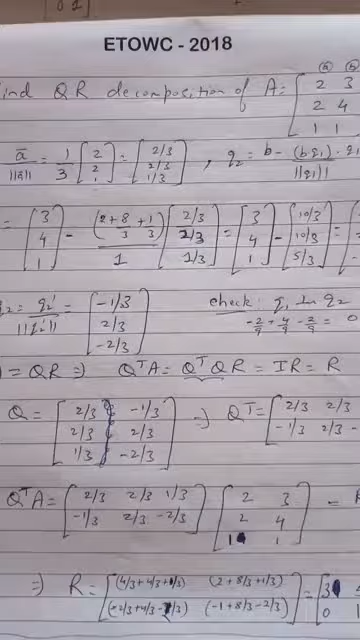 0 1
ETOWC - 2018
ind QR decomposition of A= [2 3
2 4
1 1
a̅/||a|| = 1/3 [2 2 1] = [2/3 2/3 1/3] , q2 = b - (b.q1).q
||q1||
= [3 4 1] - (2+8/3+1/3)/1 [2/3 2/3 1/3] = [3 4 1] - [10/3 10/3 5/3] =
q2 = q2'/||q2'|| = [-1/3 2/3 -2/3] check: q1 q2
-2/9 + 4/9 - 2/9 = 0
= QR ⇒ QᵀA = QᵀQR = IR = R
Q = [2/3 -1/3
2/3 2/3
1/3 -2/3] → Qᵀ = [2/3 2/3
-1/3 2/3 -
QᵀA = [2/3 2/3 1/3
-1/3 2/3 -2/3] [2 3
2 4
1 1] =
⇒ R = [(4/3+4/3+1/3) (2+8/3+1/3)
(-2/3+4/3-2/3) (-1+8/3-2/3)] = [3
0 1